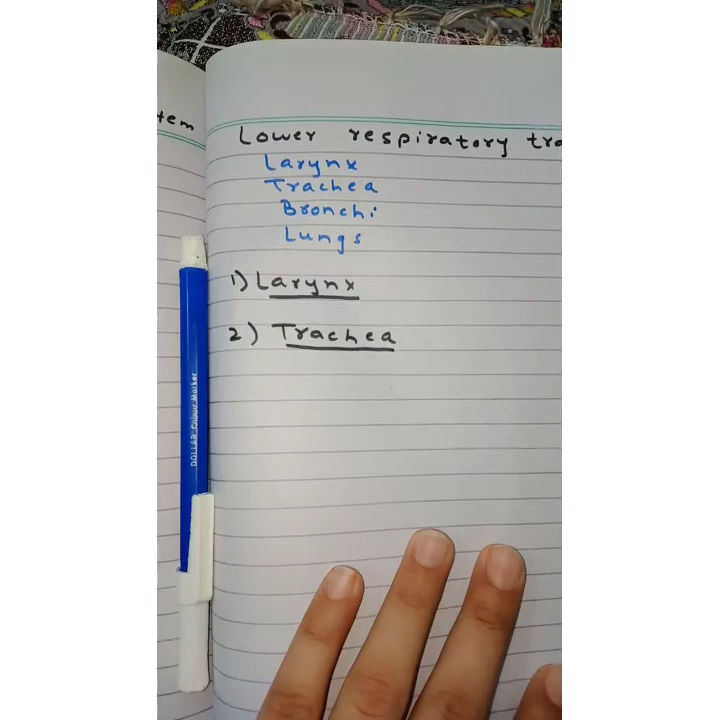 tem
Lower respiratory tra
Larynx
Trachea
Bronchi
Lungs
1) Larynx
2) Trachea
DOLLAR Colour Marker